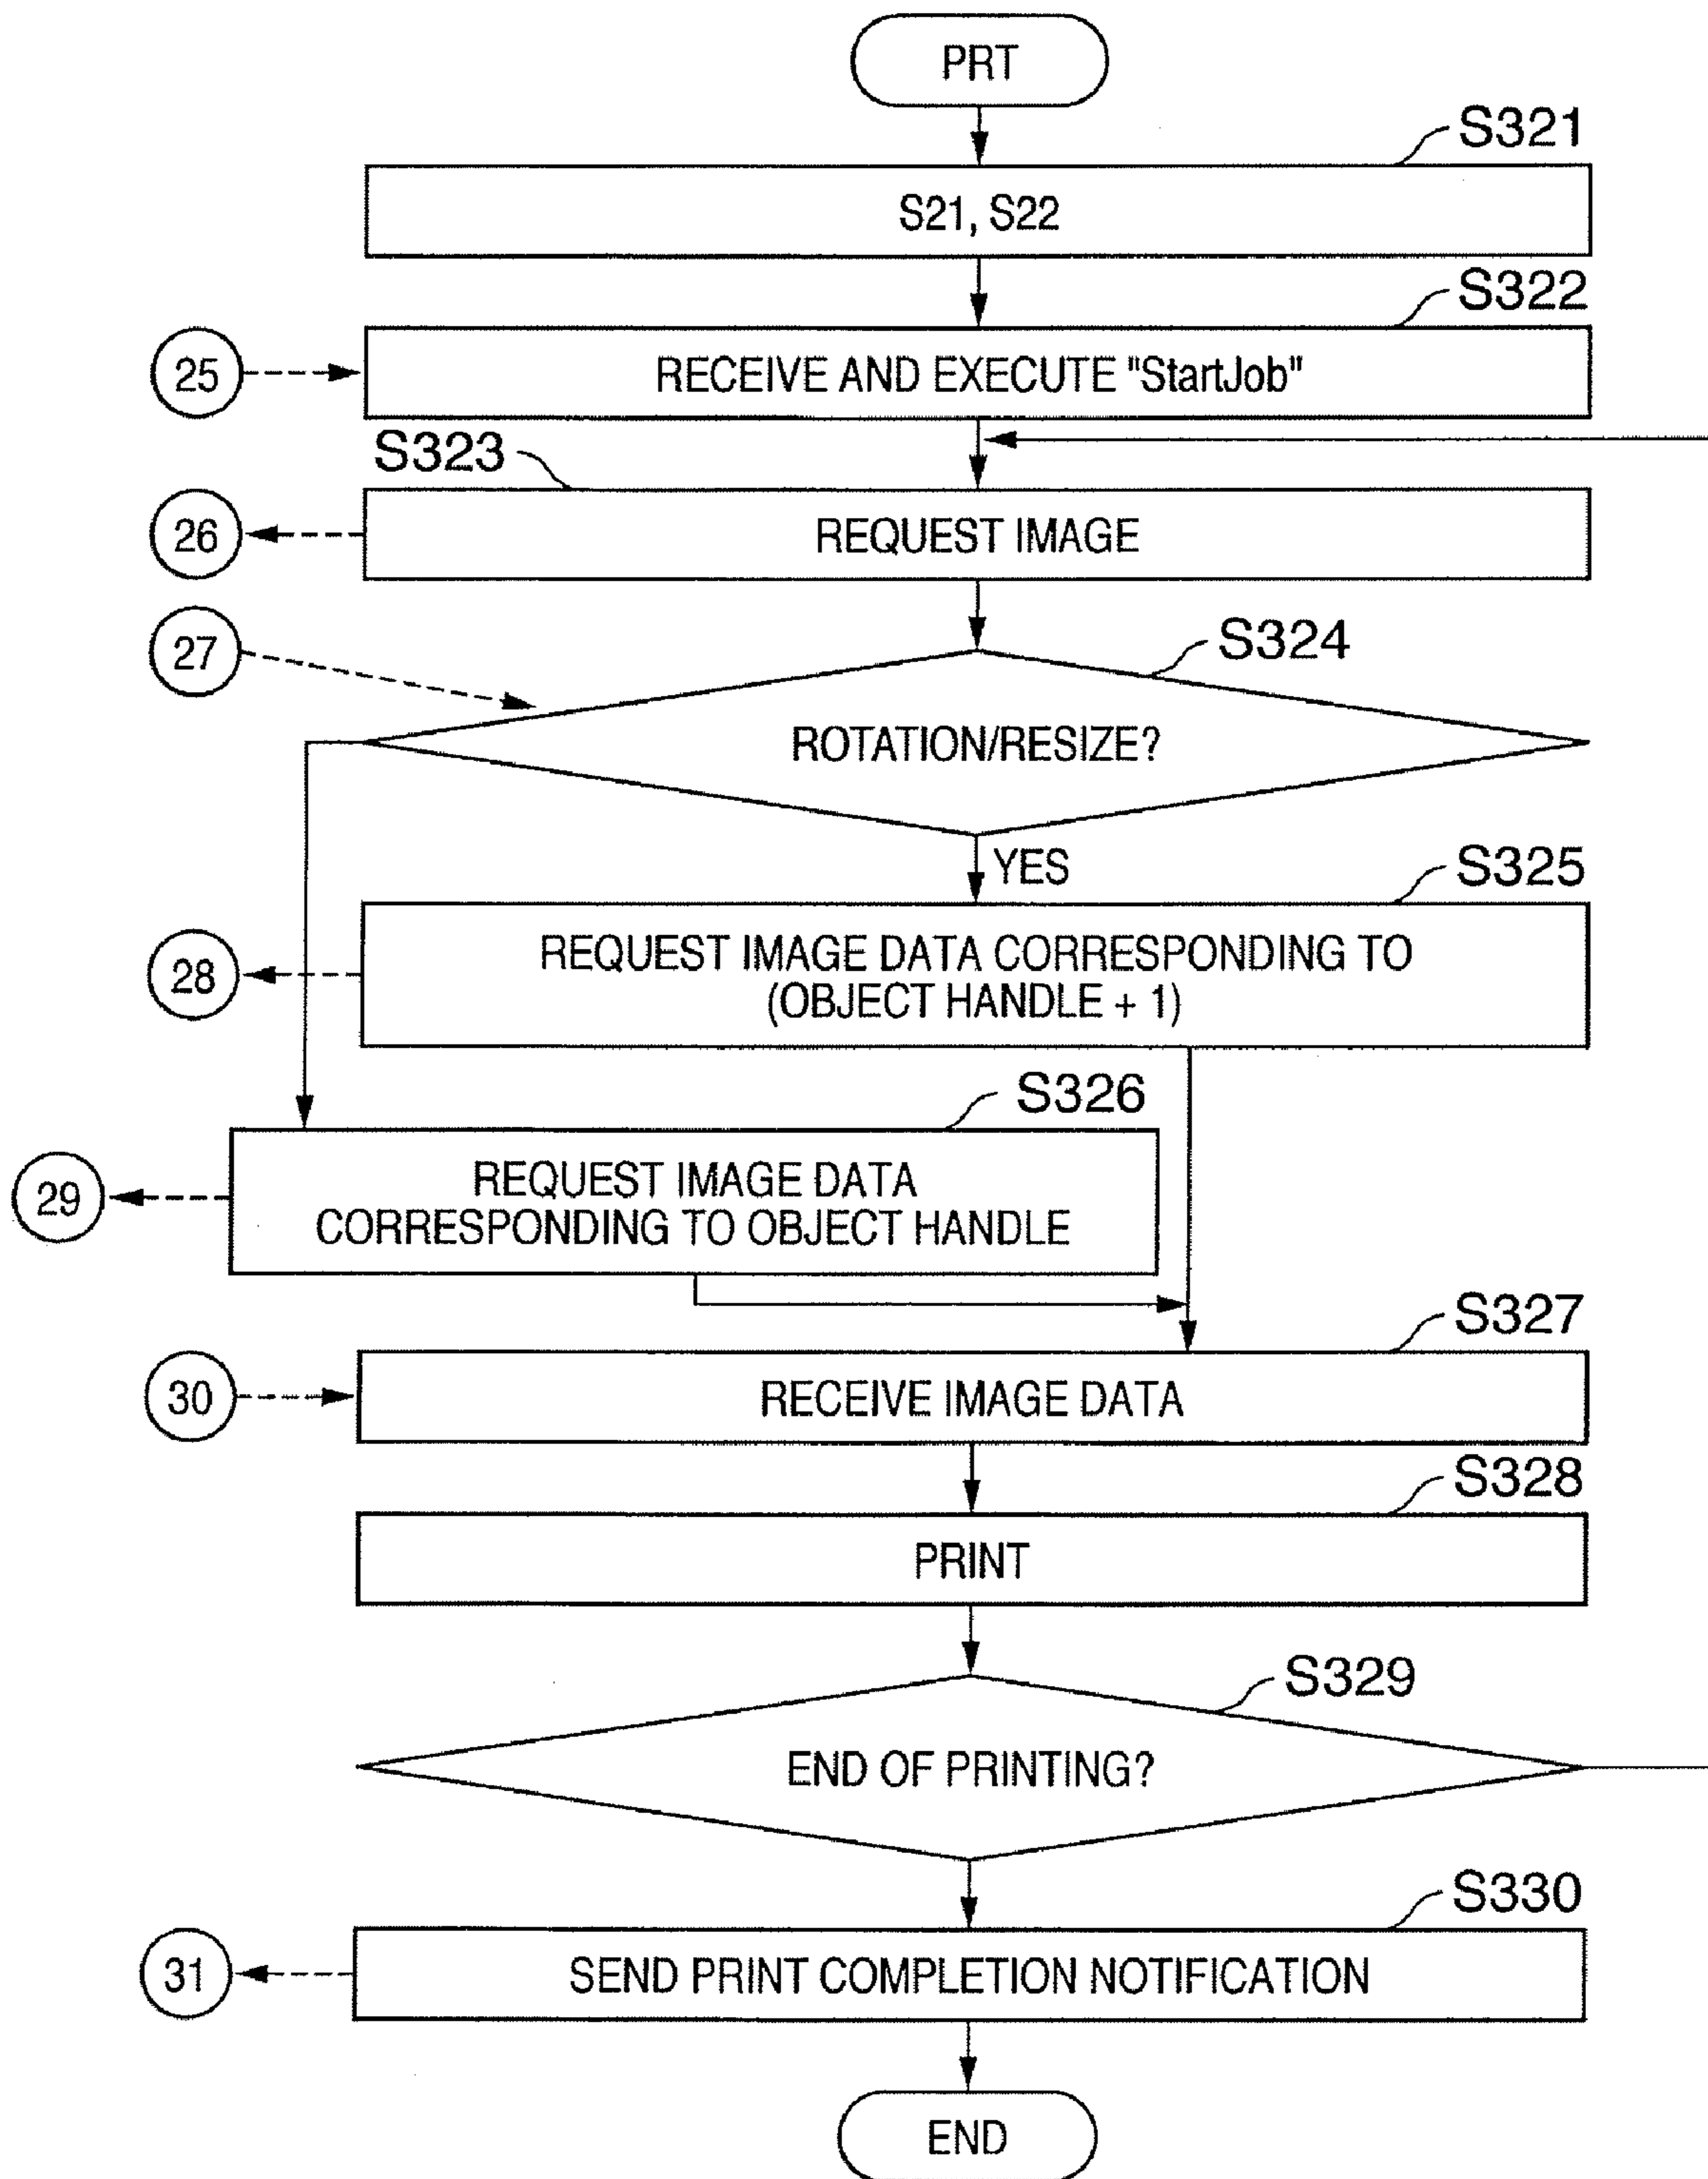 PRT
S321
S21, S22
S322
25
RECEIVE AND EXECUTE "StartJob"
S323
26
REQUEST IMAGE
27
S324
ROTATION/RESIZE?
YES
S325
28
REQUEST IMAGE DATA CORRESPONDING TO
(OBJECT HANDLE + 1)
S326
29
REQUEST IMAGE DATA
CORRESPONDING TO OBJECT HANDLE
S327
30
RECEIVE IMAGE DATA
S328
PRINT
S329
END OF PRINTING?
S330
31
SEND PRINT COMPLETION NOTIFICATION
END